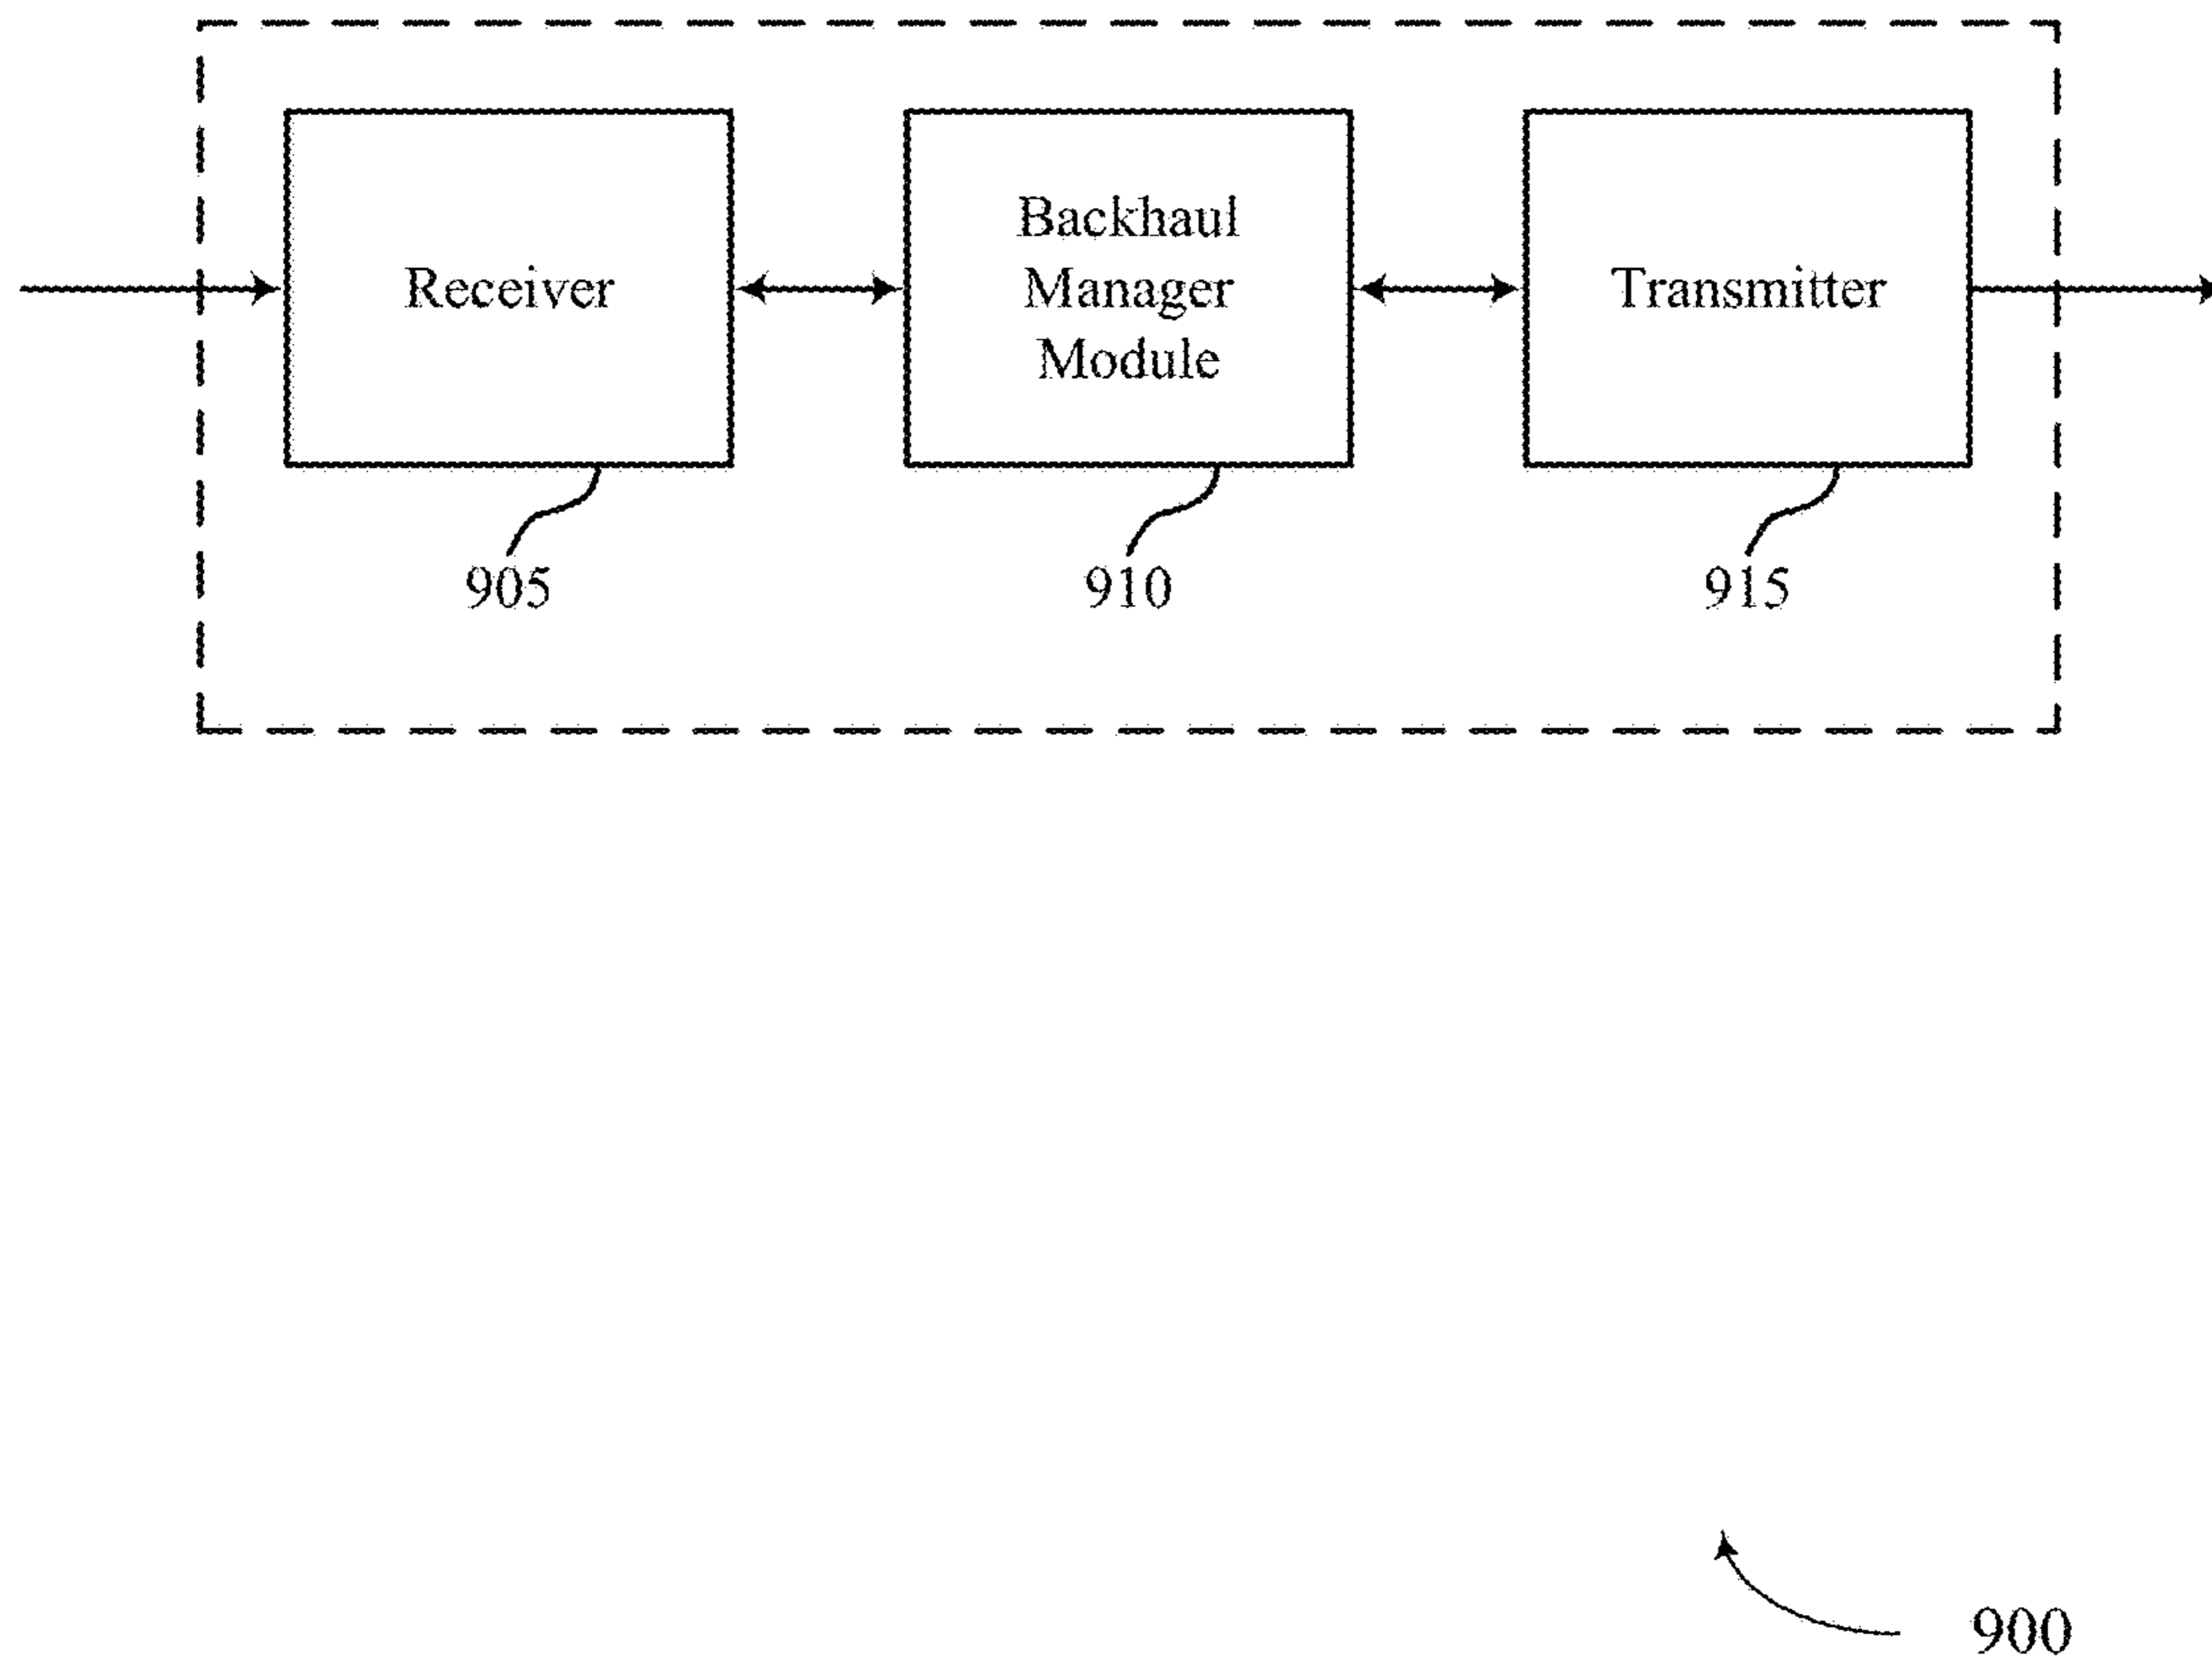 Receiver
Backhaul
Manager
Module
Transmitter
905
910
915
900